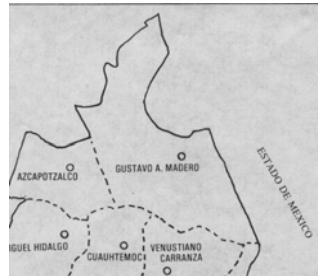 GUSTAVO A. MADERO
AZCAPOTZALCO
ESTADO DE MEXICO
IGUEL HIDALGO
CUAUHTEMOC
VENUSTIANO
CARRANZA